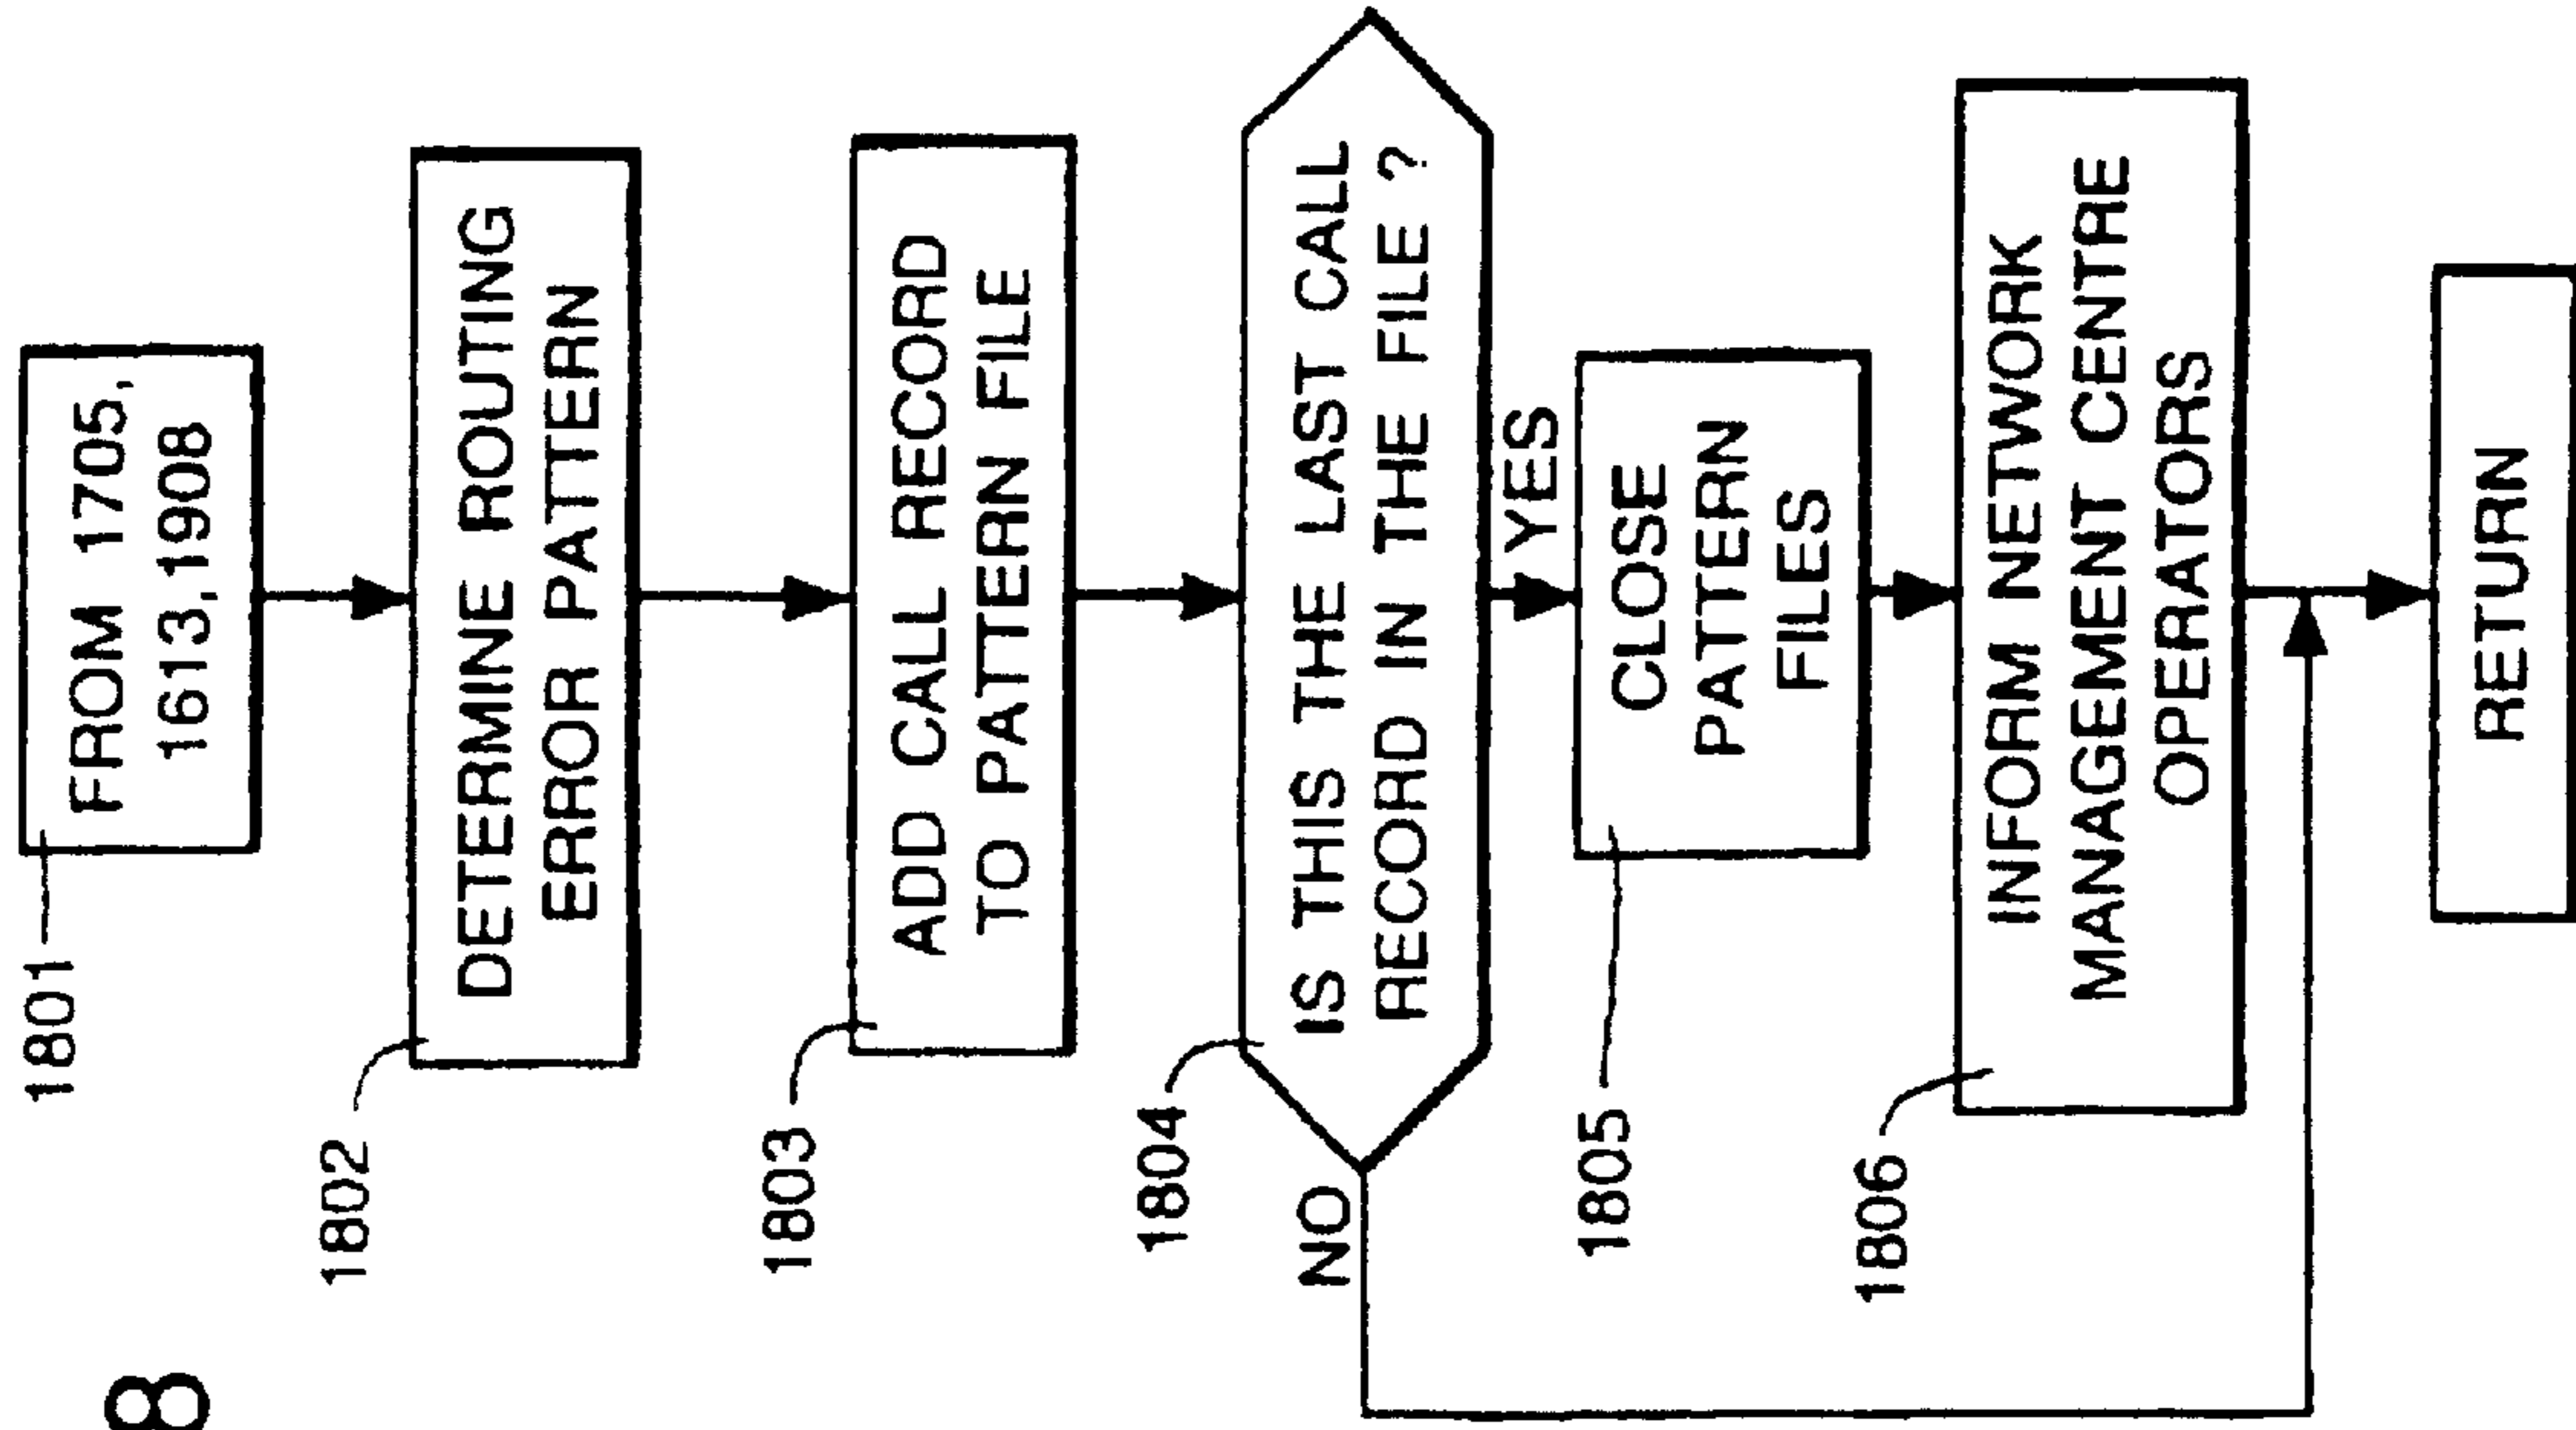 8
1801
FROM 1705,
1613,1908
1802
DETERMINE ROUTING
ERROR PATTERN
1803
ADD CALL RECORD
TO PATTERN FILE
1804
IS THIS THE LAST CALL
RECORD IN THE FILE ?
NO
YES
1805
CLOSE
PATTERN
FILES
1806
INFORM NETWORK
MANAGEMENT CENTRE
OPERATORS
RETURN